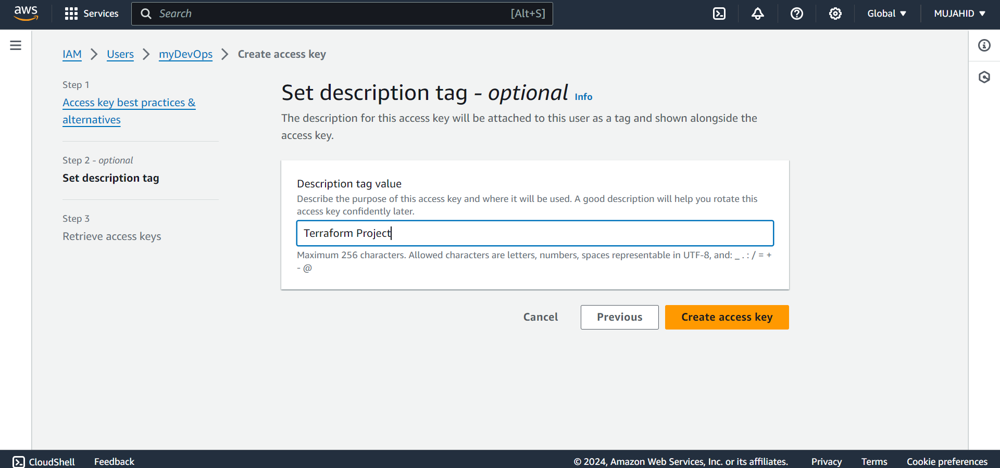 aws
Services
Search
[Alt+S]
Global
MUJAHID
IAM
Users
myDevOps
Create access key
Step 1
Access key best practices &
alternatives
Step 2 - optional
Set description tag
Step 3
Retrieve access keys
Set description tag - optional Info
The description for this access key will be attached to this user as a tag and shown alongside the
access key.
Description tag value
Describe the purpose of this access key and where it will be used. A good description will help you rotate this
access key confidently later.
Terraform Project
Maximum 256 characters. Allowed characters are letters, numbers, spaces representable in UTF-8, and: _ . : / = +
- @
Cancel
Previous
Create access key
CloudShell
Feedback
© 2024, Amazon Web Services, Inc. or its affiliates.
Privacy
Terms
Cookie preferences